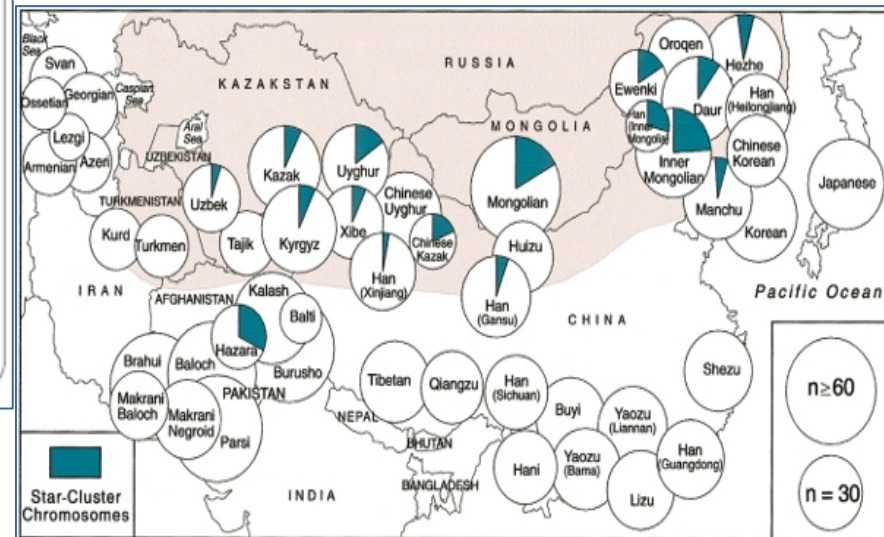 Black
Sea
Svan
Ossetian
Georgian
Caspian
Sea
Lezgi
Armenian
Azeri
Aral
Sea
KAZAKSTAN
RUSSIA
MONGOLIA
UZBEKISTAN
TURKMENISTAN
Kurd
Turkmen
Uzbek
Tajik
Kazak
Kyrgyz
Uyghur
Xibe
Chinese
Uyghur
Chinese
Kazak
Han
(Xinjiang)
Mongolian
Huizu
Han
(Gansu)
Oroqen
Hezhe
Ewenki
Daur
Han
(Heilongjiang)
Han
(Inner
Mongolia)
Inner
Mongolian
Chinese
Korean
Manchu
Korean
Japanese
Pacific Ocean
IRAN
AFGHANISTAN
Kalash
Balti
Hazara
Burusho
Brahui
Baloch
PAKISTAN
Makrani
Baloch
Makrani
Negroid
Parsi
CHINA
Tibetan
Qiangzu
Han
(Sichuan)
Buyi
Yaozu
(Liannan)
Shezu
NEPAL
BHUTAN
BANGLADESH
INDIA
Hani
Yaozu
(Bama)
Lizu
Han
(Guangdong)
Star-Cluster
Chromosomes
n≥60
n = 30